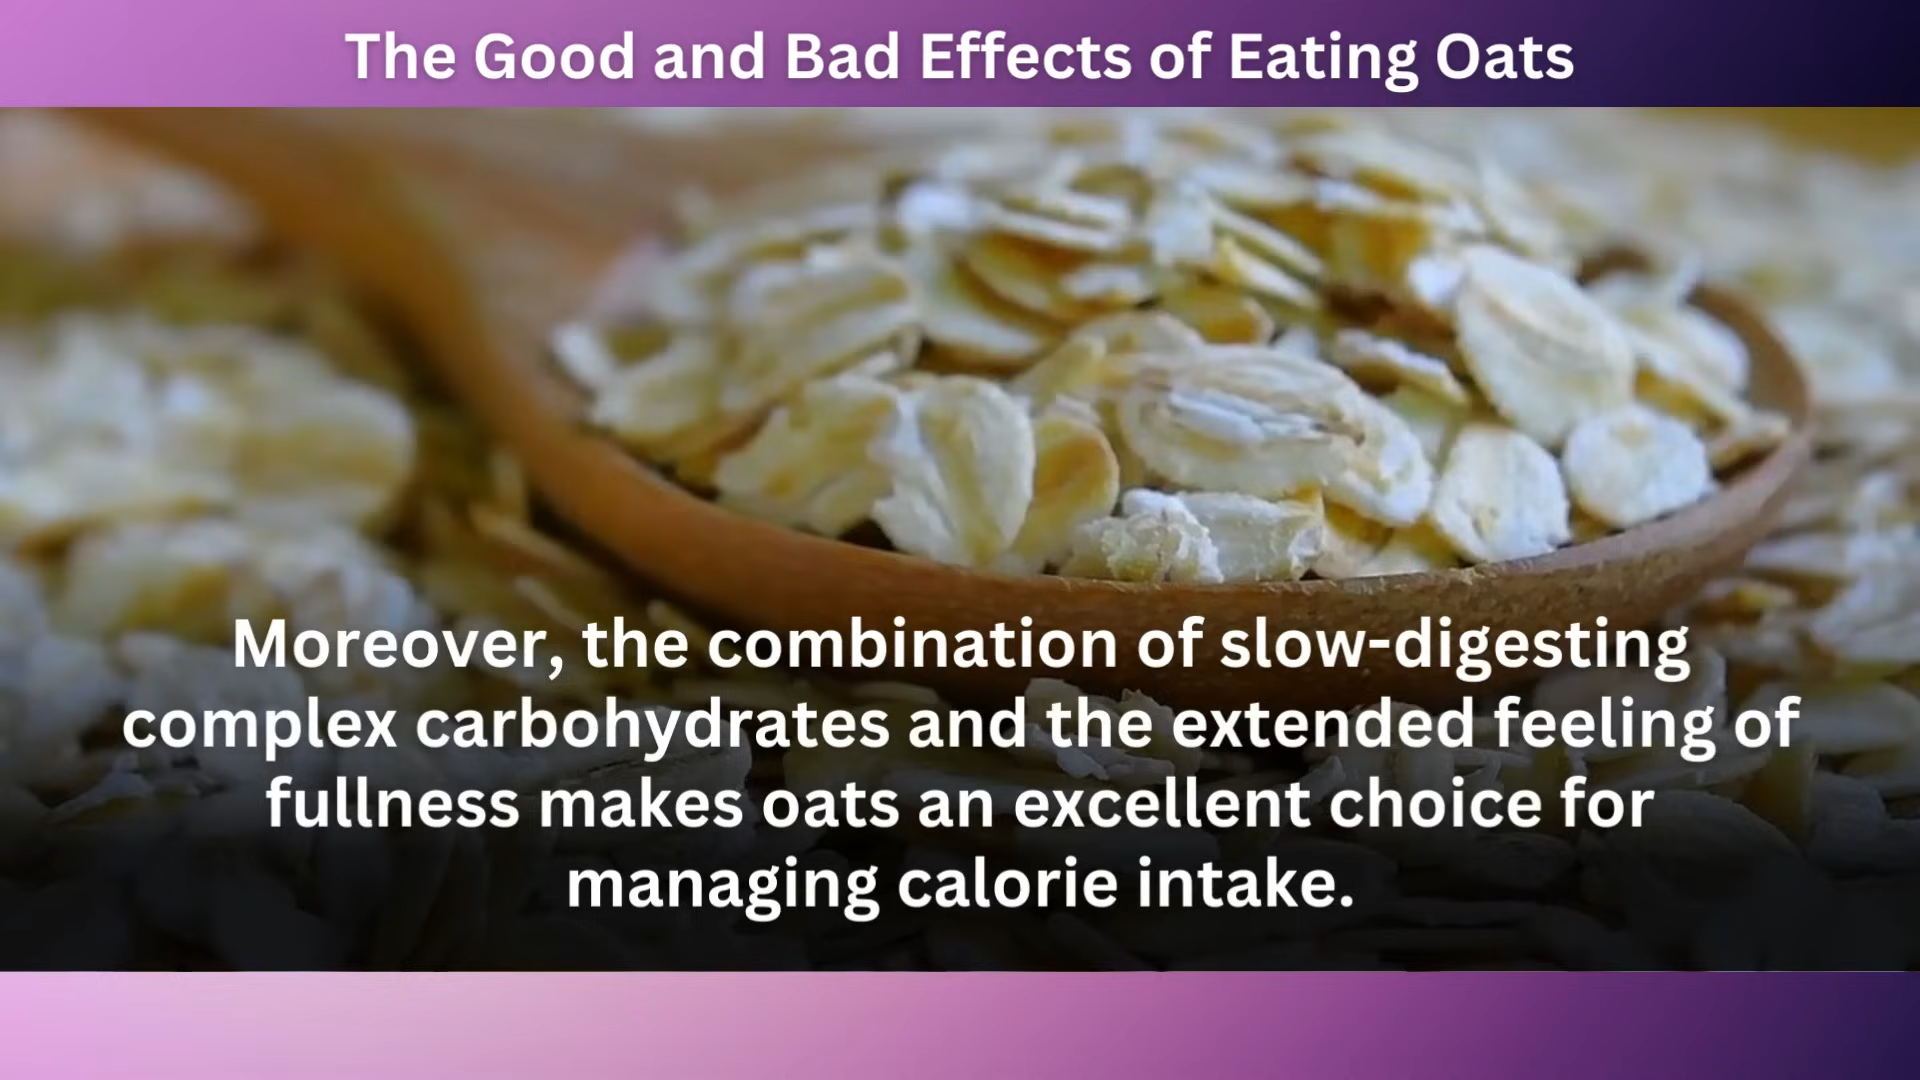 The Good and Bad Effects of Eating Oats
Moreover, the combination of slow-digesting
complex carbohydrates and the extended feeling of
fullness makes oats an excellent choice for
managing calorie intake.